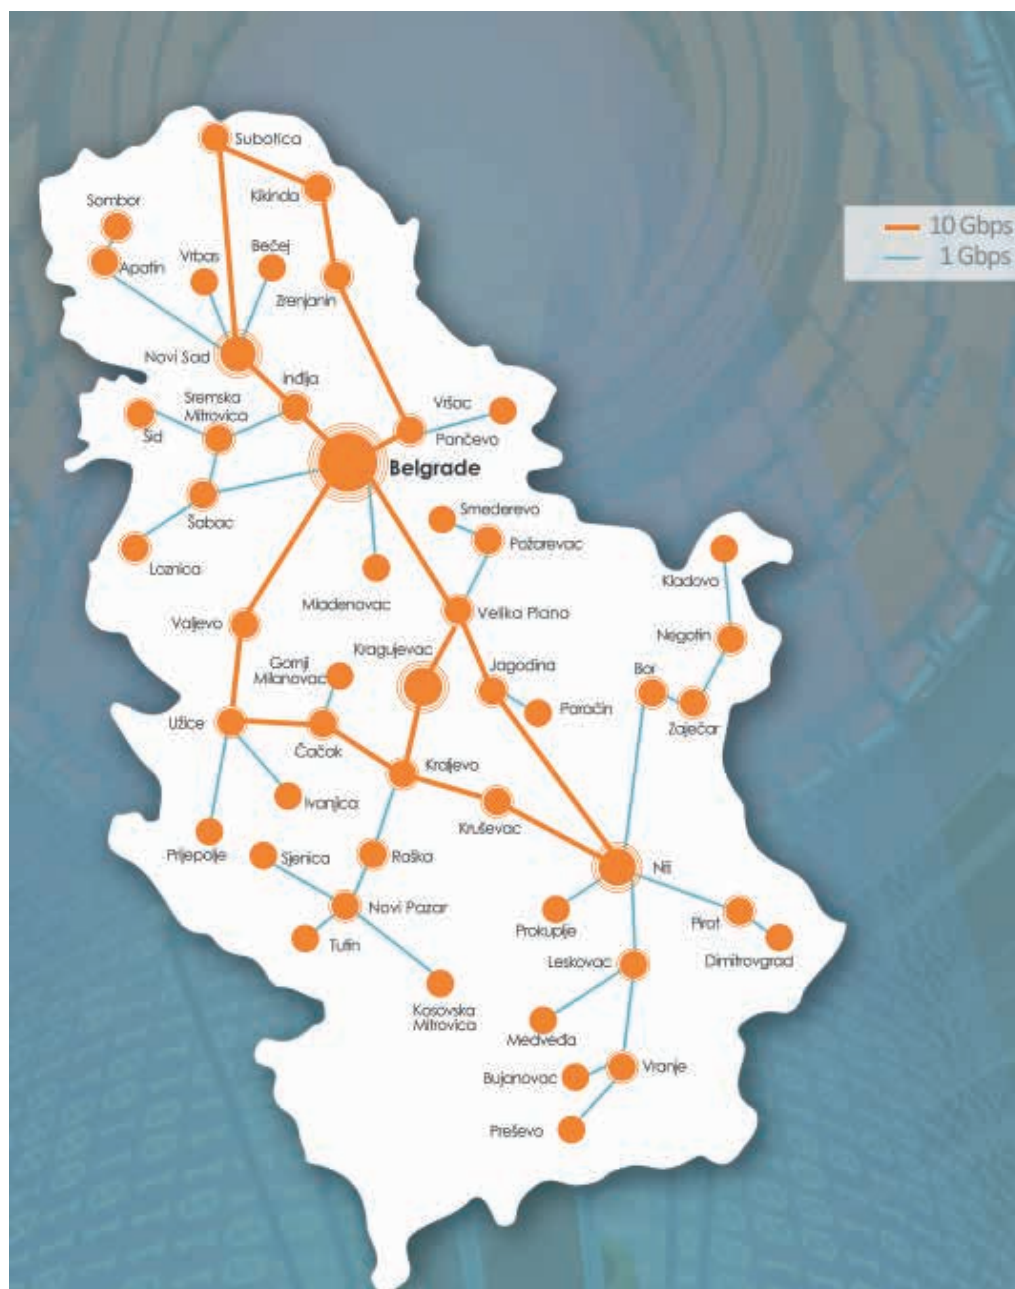 Subotica
Kikinda
Sombor
Apatin
Vrbas
Bečej
Zrenjanin
10 Gbps
1 Gbps
Novi Sad
Inđija
Sremska
Mitrovica
Šid
Vršac
Pančevo
Belgrade
Šabac
Loznica
Smederevo
Požarevac
Mladenovac
Velika Plana
Kladovo
Negotin
Valjevo
Kragujevac
Gornji
Milanovac
Jagodina
Bor
Paraćin
Zaječar
Užice
Čačak
Kraljevo
Ivanjica
Kruševac
Prijepolje
Sjenica
Raška
Niš
Novi Pazar
Tutin
Prokuplje
Pirot
Dimitrovgrad
Leskovac
Kosovska
Mitrovica
Medveđa
Bujanovac
Vranje
Preševo